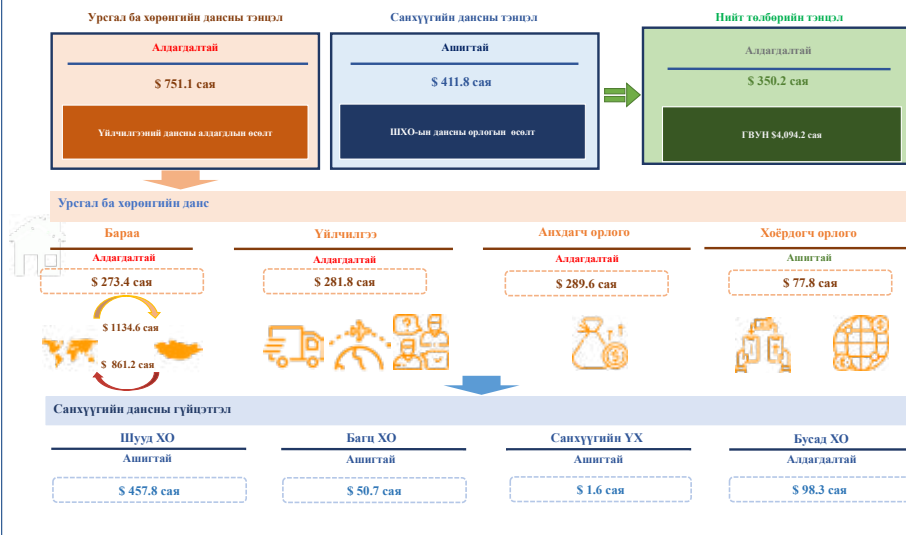 Урсгал ба хөрөнгийн дансны тэнцэл
Санхүүгийн дансны тэнцэл
Нийт төлбөрийн тэнцэл
Алдагдалтай
Ашигтай
Алдагдалтай
$ 751.1 сая
$ 411.8 сая
$ 350.2 сая
Үйлчилгээний дансны алдагдлын өсөлт
ШХО-ын дансны орлогын өсөлт
ГВУН $4,094.2 сая
Урсгал ба хөрөнгийн данс
Бараа
Үйлчилгээ
Анхдагч орлого
Хоёрдогч орлого
Алдагдалтай
Алдагдалтай
Алдагдалтай
Ашигтай
$ 273.4 сая
$ 281.8 сая
$ 289.6 сая
$ 77.8 сая
$ 1134.6 сая
$ 861.2 сая
Санхүүгийн дансны гүйцэтгэл
Шууд ХО
Багц ХО
Санхүүгийн ҮХ
Бусад ХО
Ашигтай
Ашигтай
Ашигтай
Алдагдалтай
$ 457.8 сая
$ 50.7 сая
$ 1.6 сая
$ 98.3 сая